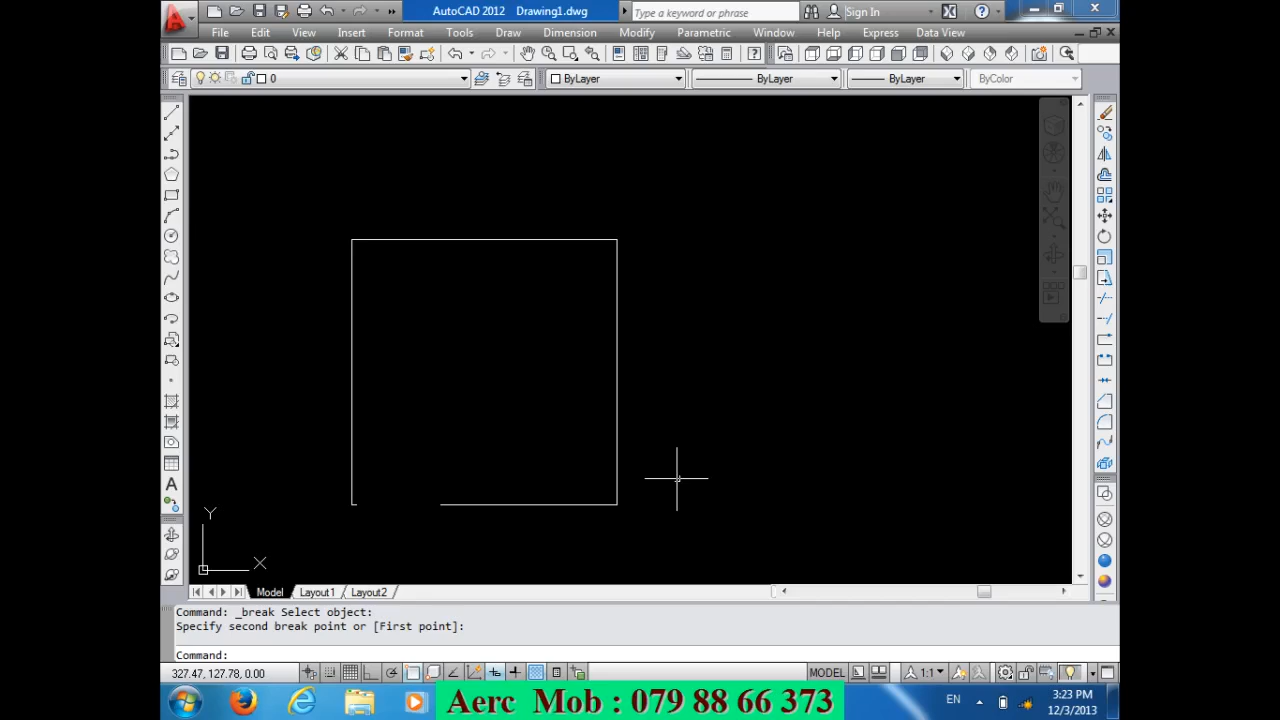 AutoCAD 2012 Drawing1.dwg
Type a keyword or phrase
Sign In
File Edit View Insert Format Tools Draw Dimension Modify Parametric Window Help Express Data View
0
ByLayer
ByLayer
ByLayer
ByColor
A
Y
X
Model Layout1 Layout2
Command: _break Select object:
Specify second break point or [First point]:
Command:
327.47, 127.78, 0.00
MODEL
1:1
Aerc Mob : 079 88 66 373
EN
3:23 PM
12/3/2013